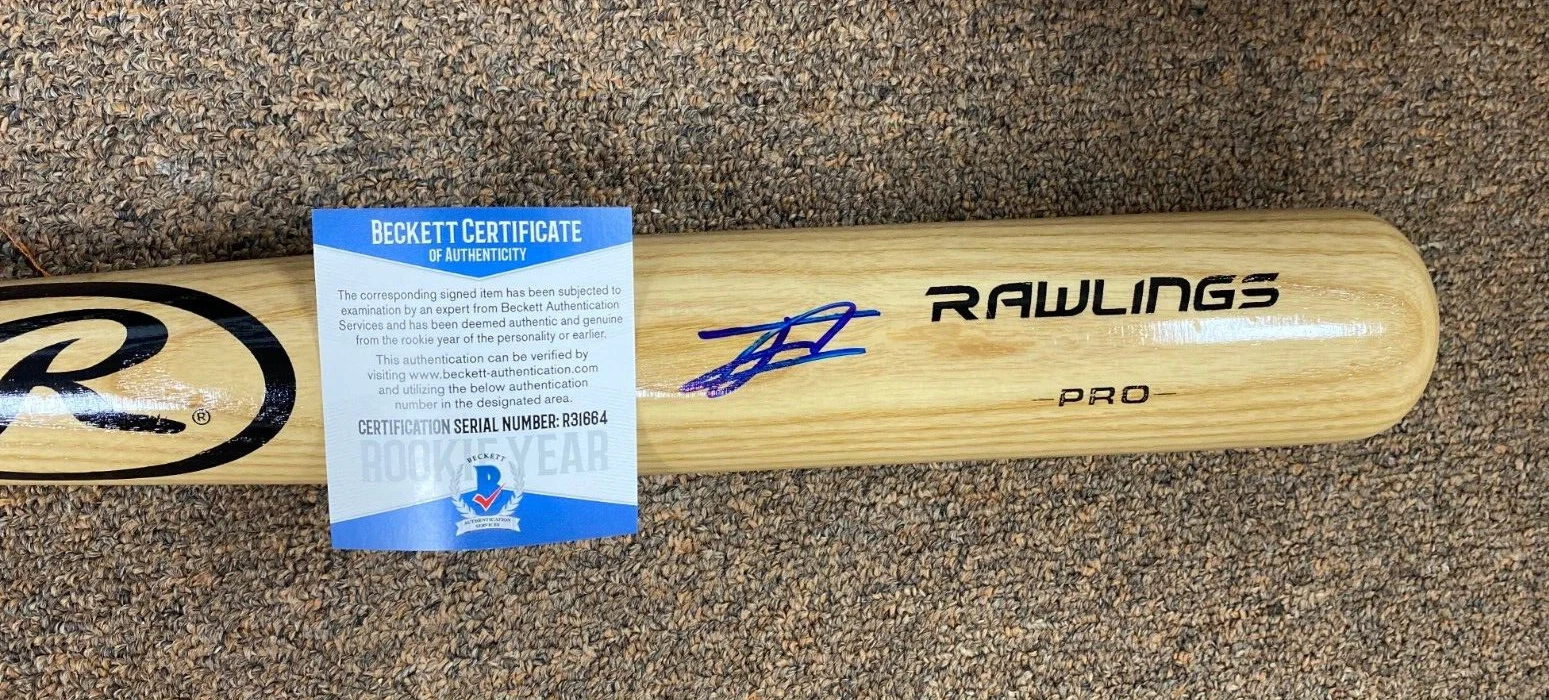 BECKETT CERTIFICATE
OF AUTHENTICITY
The corresponding signed item has been subjected to
examination by an expert from Beckett Authentication
Services and has been deemed authentic and genuine
from the rookie year of the personality or earlier.
This authentication can be verified by
visiting www.beckett-authentication.com
and utilizing the below authentication
number in the designated area.
CERTIFICATION SERIAL NUMBER: R31664
ROOKIE YEAR
BECKETT
B
AUTHENTICATION
SERVICES
R ®
RAWLINGS
-PRO-